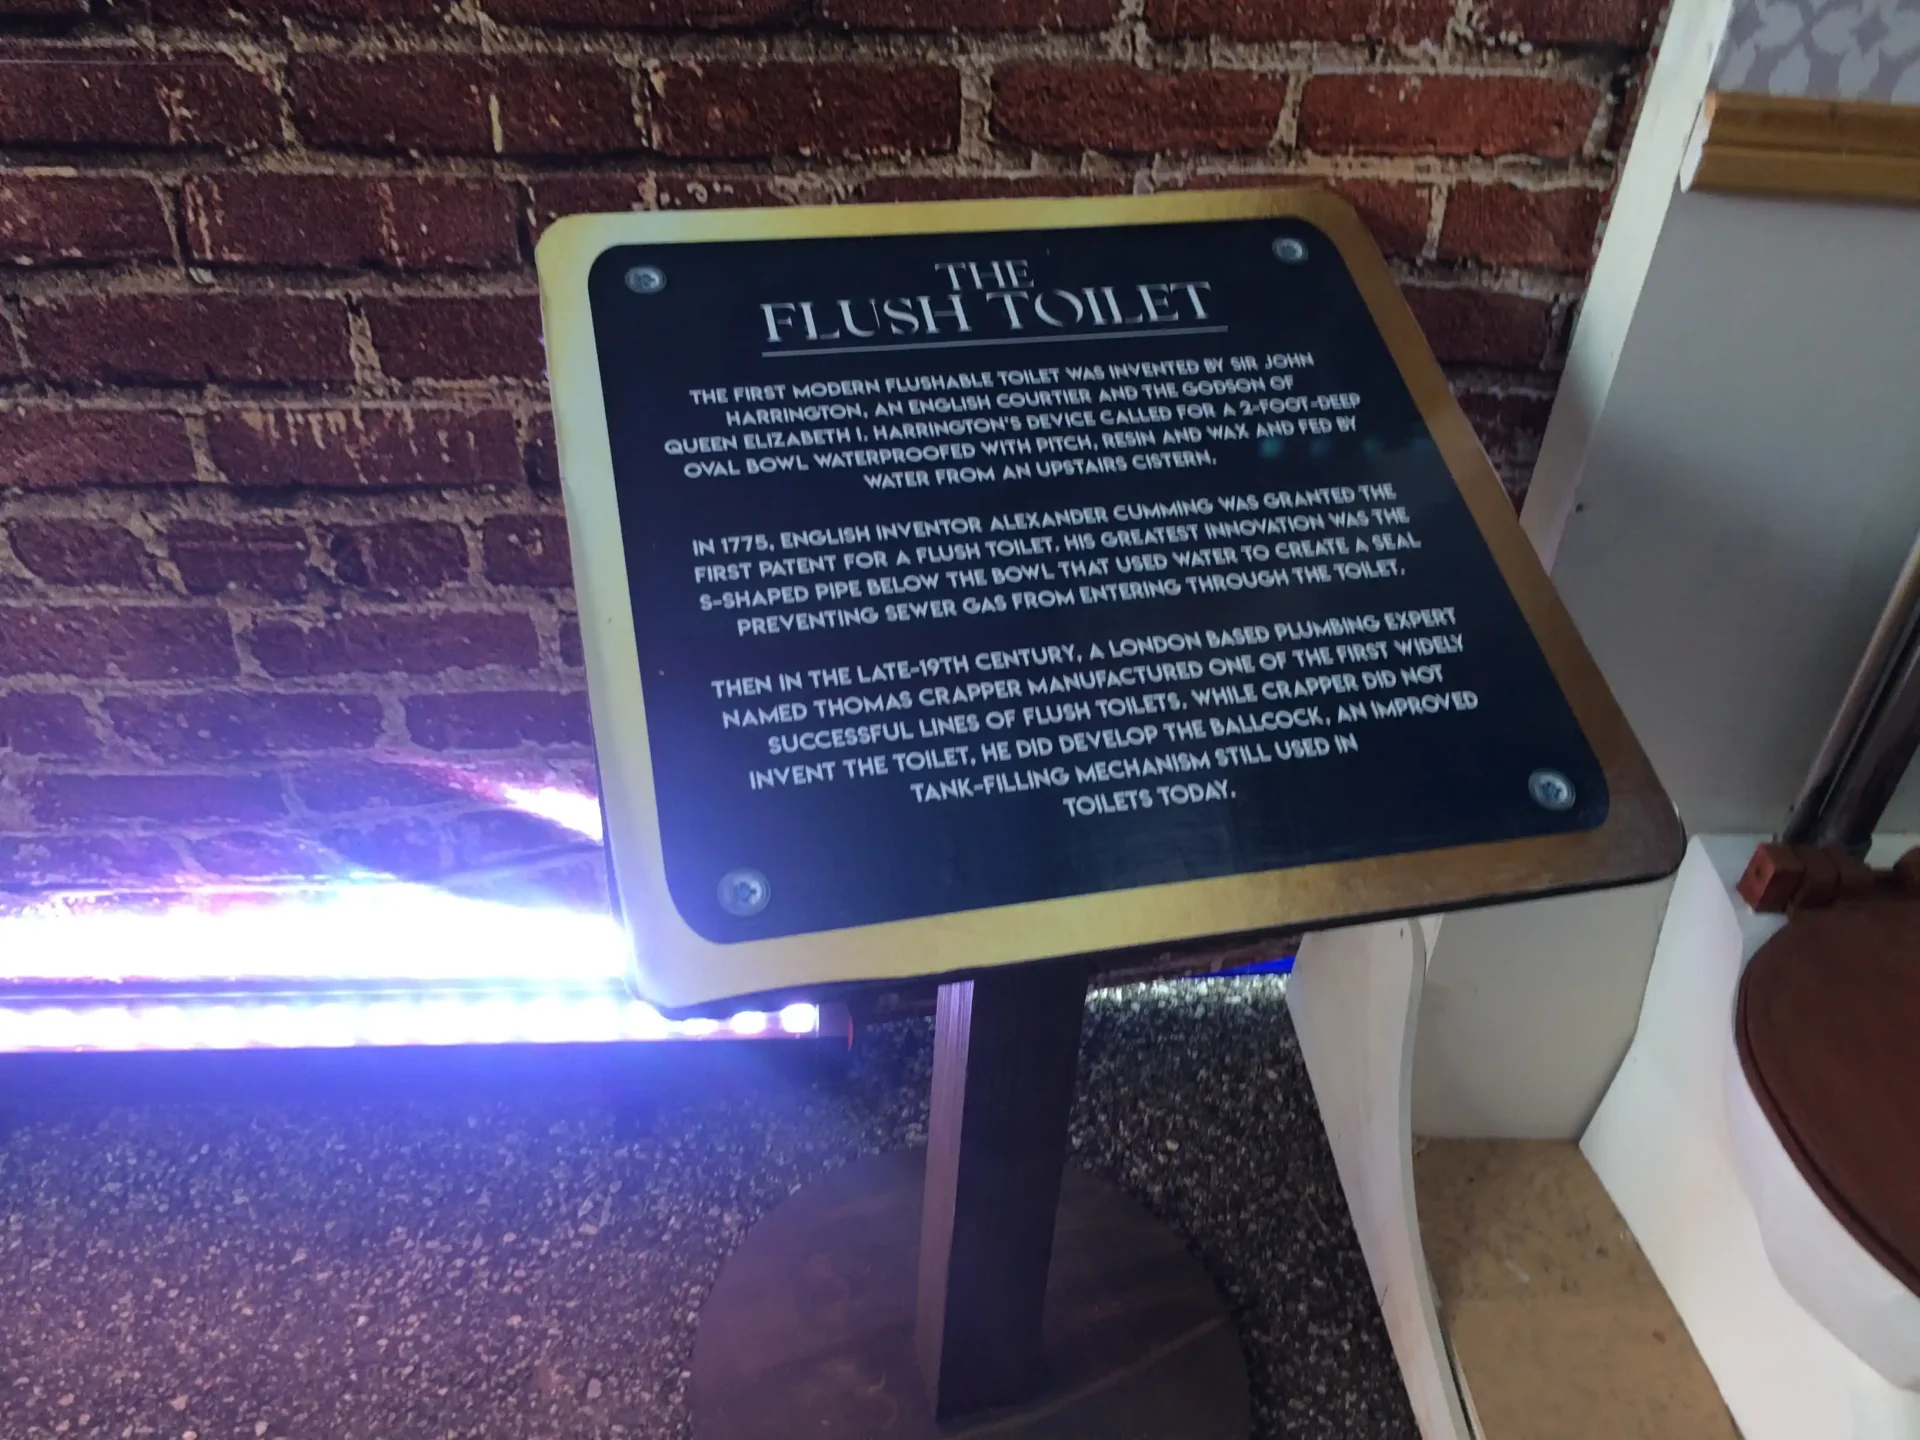 THE
FLUSH TOILET
THE FIRST MODERN FLUSHABLE TOILET WAS INVENTED BY SIR JOHN
HARRINGTON, AN ENGLISH COURTIER AND THE GODSON OF
QUEEN ELIZABETH I. HARRINGTON'S DEVICE CALLED FOR A 2-FOOT-DEEP
OVAL BOWL WATERPROOFED WITH PITCH, RESIN AND WAX AND FED BY
WATER FROM AN UPSTAIRS CISTERN.
IN 1775, ENGLISH INVENTOR ALEXANDER CUMMING WAS GRANTED THE
FIRST PATENT FOR A FLUSH TOILET. HIS GREATEST INNOVATION WAS THE
S-SHAPED PIPE BELOW THE BOWL THAT USED WATER TO CREATE A SEAL
PREVENTING SEWER GAS FROM ENTERING THROUGH THE TOILET.
THEN IN THE LATE-19TH CENTURY, A LONDON BASED PLUMBING EXPERT
NAMED THOMAS CRAPPER MANUFACTURED ONE OF THE FIRST WIDELY
SUCCESSFUL LINES OF FLUSH TOILETS. WHILE CRAPPER DID NOT
INVENT THE TOILET, HE DID DEVELOP THE BALLCOCK, AN IMPROVED
TANK-FILLING MECHANISM STILL USED IN
TOILETS TODAY.